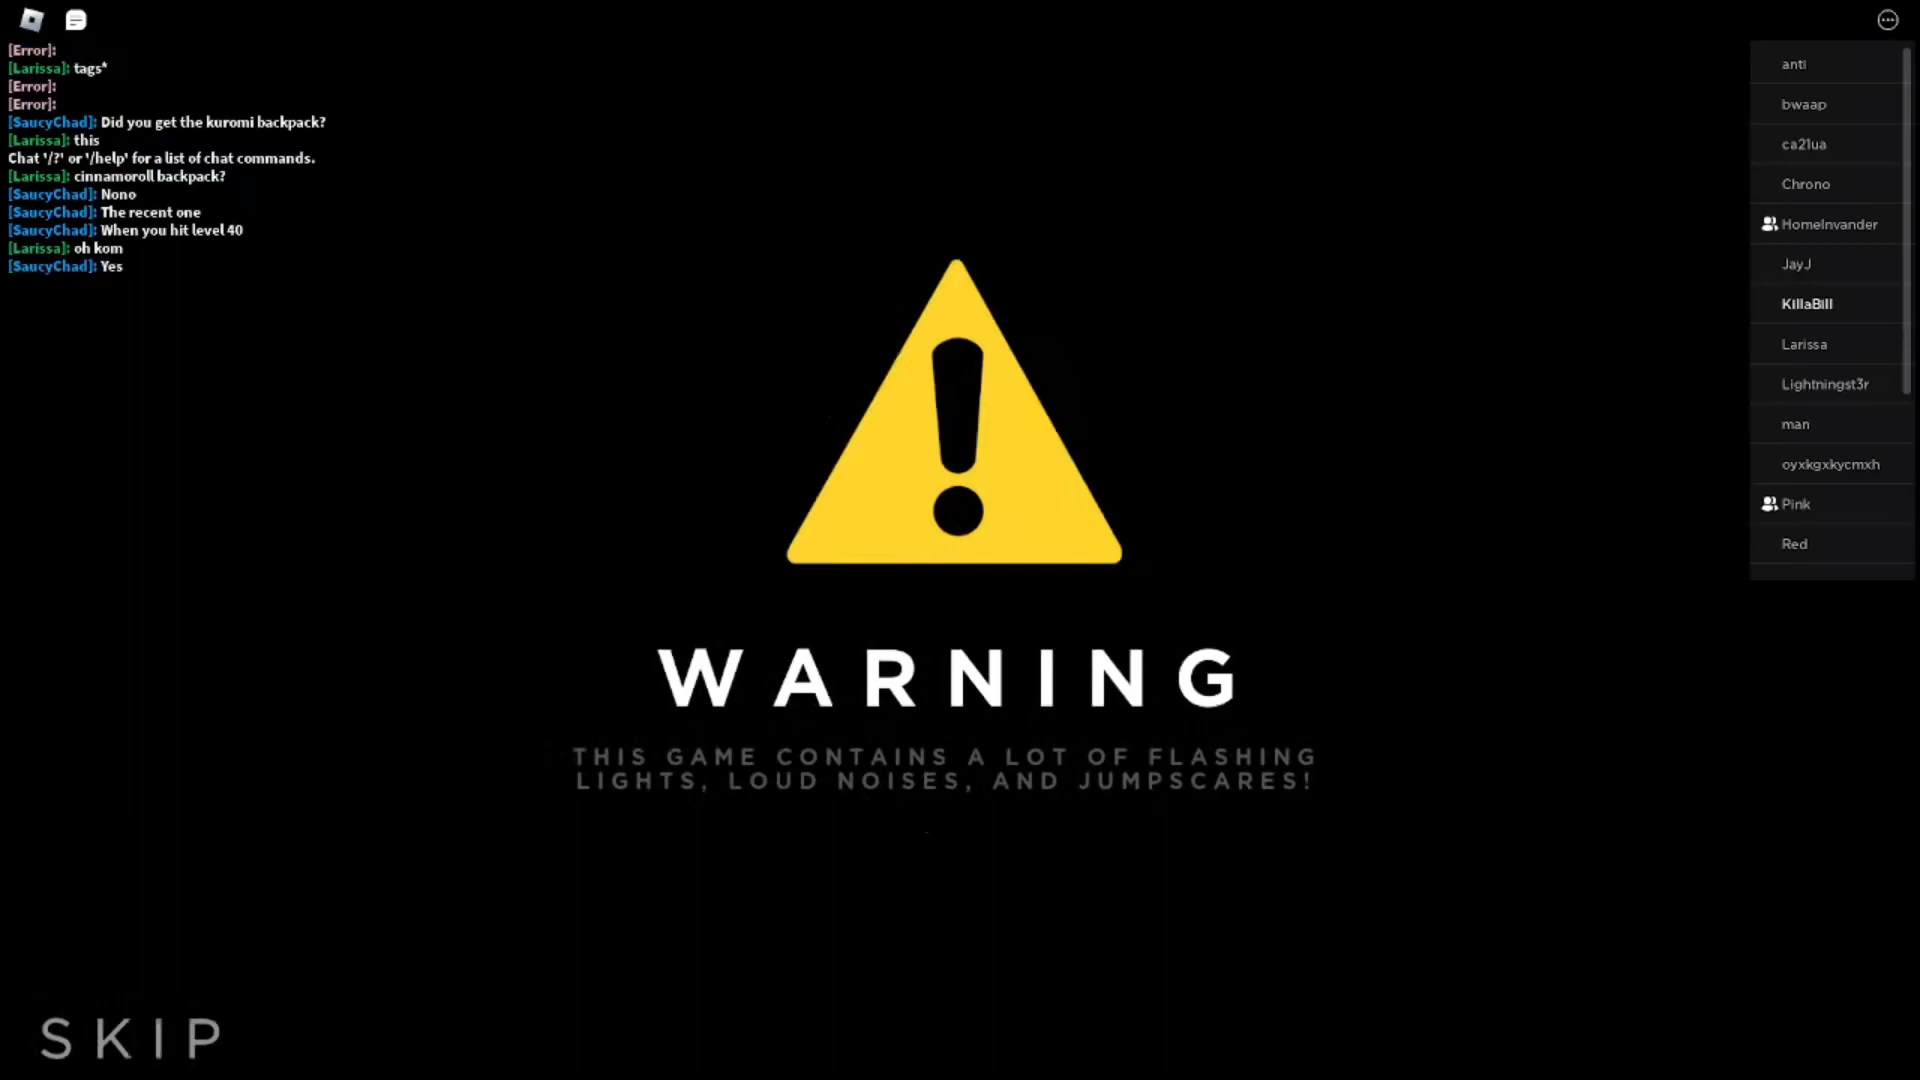 [Error]:
[Larissa]: tags*
[Error]:
[Error]:
[SaucyChad]: Did you get the kuromi backpack?
[Larissa]: this
Chat '/?' or '/help' for a list of chat commands.
[Larissa]: cinnamoroll backpack?
[SaucyChad]: Nono
[SaucyChad]: The recent one
[SaucyChad]: When you hit level 40
[Larissa]: oh kom
[SaucyChad]: Yes
anti
bwaap
ca21ua
Chrono
HomeInvander
JayJ
KillaBill
Larissa
Lightningst3r
man
oyxkgxkycmxh
Pink
Red
WARNING
THIS GAME CONTAINS A LOT OF FLASHING
LIGHTS, LOUD NOISES, AND JUMPSCARES!
SKIP